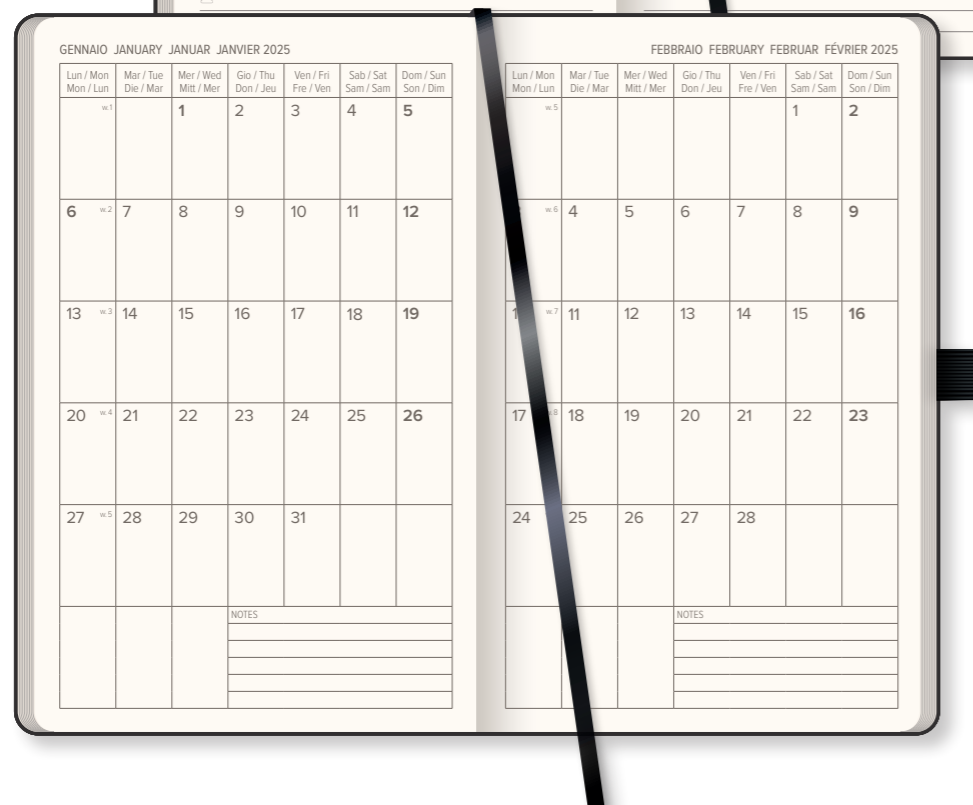 GENNAIO JANUARY JANUAR JANVIER 2025
Lun / Mon Mar / Tue Mer / Wed Gio / Thu Ven / Fri Sab / Sat Dom / Sun
Mon / Lun Die / Mar Mitt / Mer Don / Jeu Fre / Ven Sam / Sam Son / Dim
w.1 1 2 3 4 5
6 w.2 7 8 9 10 11 12
13 w.3 14 15 16 17 18 19
20 w.4 21 22 23 24 25 26
27 w.5 28 29 30 31
NOTES
FEBBRAIO FEBRUARY FEBRUAR FÉVRIER 2025
Lun / Mon Mar / Tue Mer / Wed Gio / Thu Ven / Fri Sab / Sat Dom / Sun
Mon / Lun Die / Mar Mitt / Mer Don / Jeu Fre / Ven Sam / Sam Son / Dim
w.5 1 2
w.6 4 5 6 7 8 9
w.7 11 12 13 14 15 16
17 18 19 20 21 22 23
24 25 26 27 28
NOTES